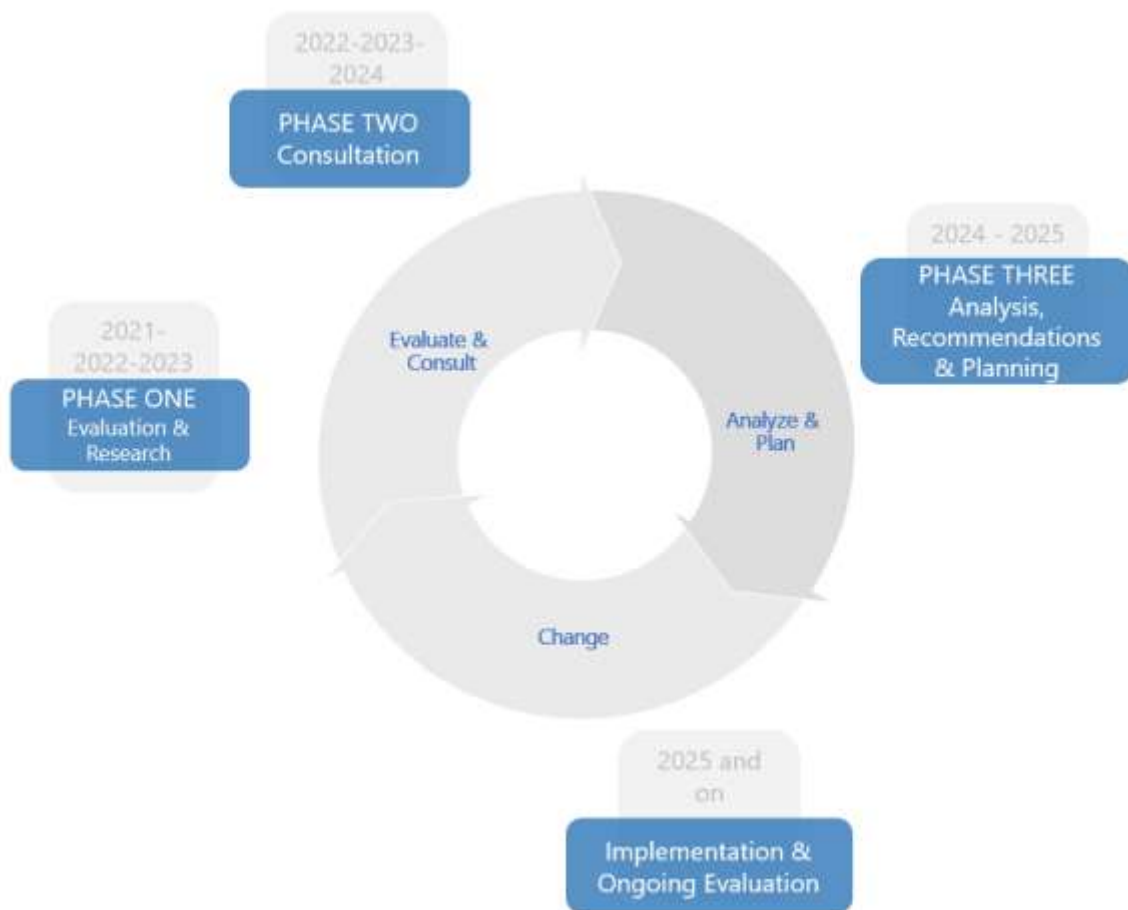 2022-2023-
2024
PHASE TWO
Consultation
2024 - 2025
PHASE THREE
Analysis,
Recommendations
& Planning
2021-
2022-2023
PHASE ONE
Evaluation &
Research
Evaluate &
Consult
Analyze &
Plan
Change
2025 and
on
Implementation &
Ongoing Evaluation